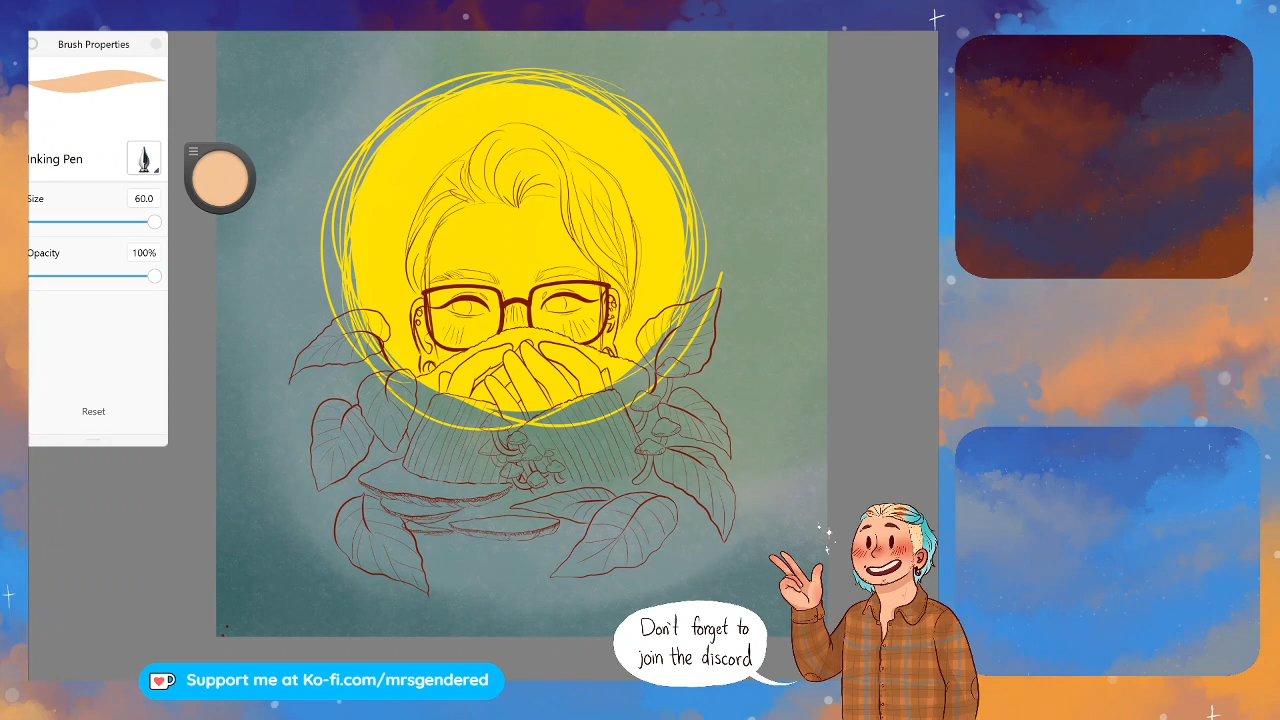 Brush Properties
nking Pen
Size
60.0
Opacity
100%
Reset
Don't forget to
join the discord
Support me at Ko-fi.com/mrsgendered